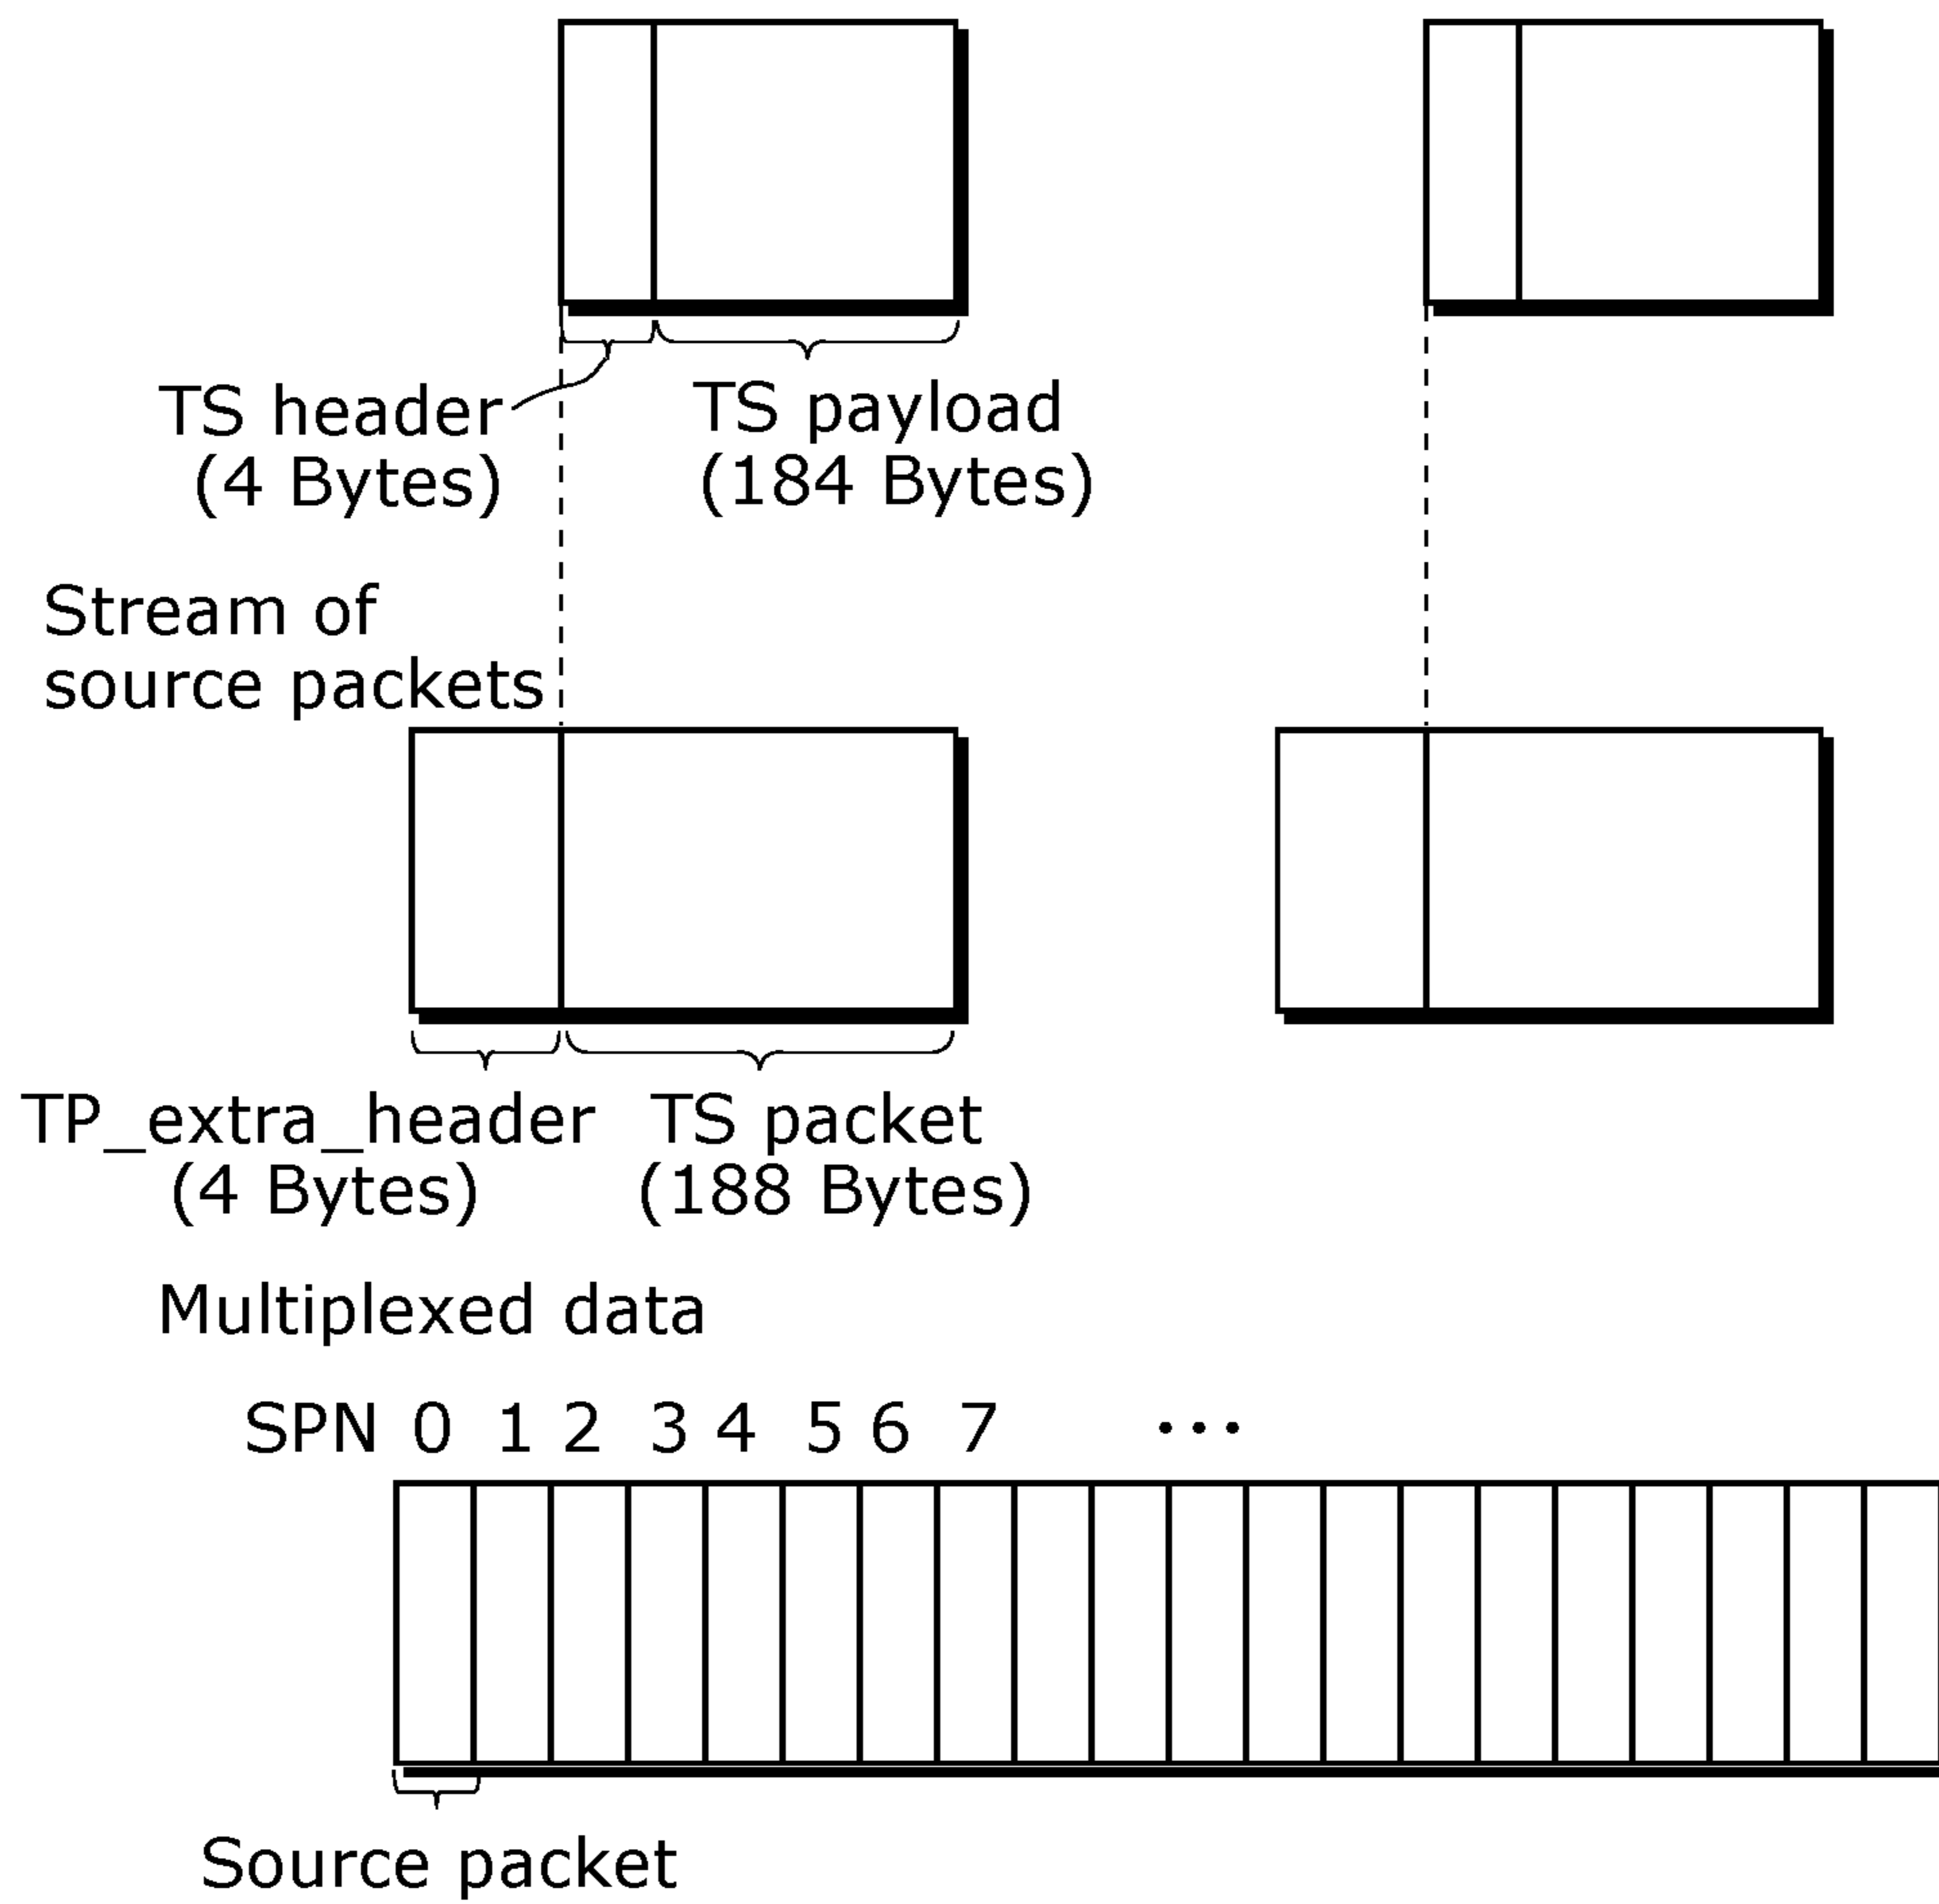 TS header
(4 Bytes)
TS payload
(184 Bytes)
Stream of
source packets
TP_extra_header
(4 Bytes)
TS packet
(188 Bytes)
Multiplexed data
SPN 0 1 2 3 4 5 6 7 ...
Source packet